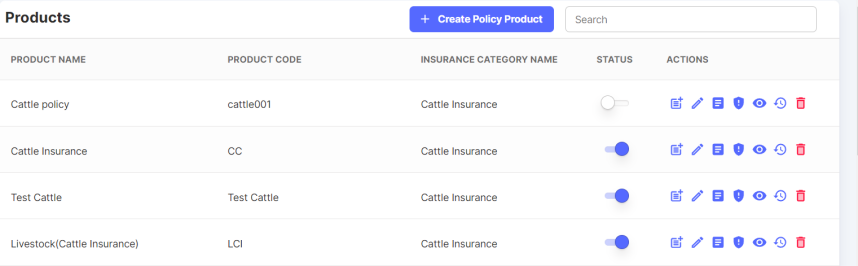 Products
+ Create Policy Product
Search
PRODUCT NAME PRODUCT CODE INSURANCE CATEGORY NAME STATUS ACTIONS
Cattle policy cattle001 Cattle Insurance
Cattle Insurance CC Cattle Insurance
Test Cattle Test Cattle Cattle Insurance
Livestock(Cattle Insurance) LCI Cattle Insurance